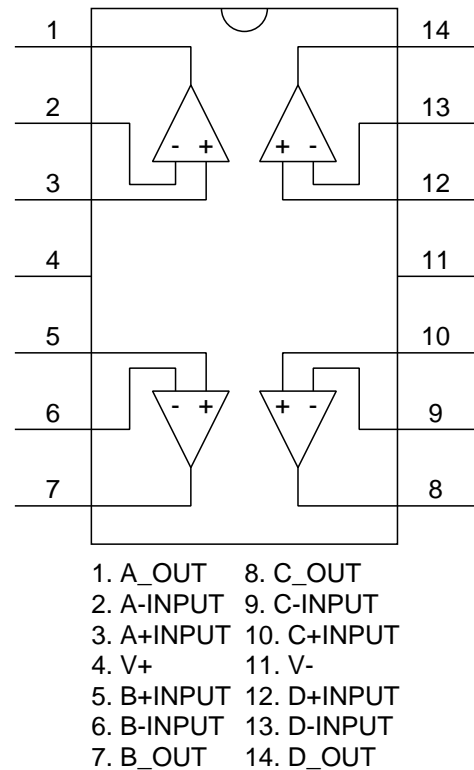 1 14
2 13
- + + -
3 12
4 11
5 10
- + + -
6 9
7 8
1. A_OUT 8. C_OUT
2. A-INPUT 9. C-INPUT
3. A+INPUT 10. C+INPUT
4. V+ 11. V-
5. B+INPUT 12. D+INPUT
6. B-INPUT 13. D-INPUT
7. B_OUT 14. D_OUT